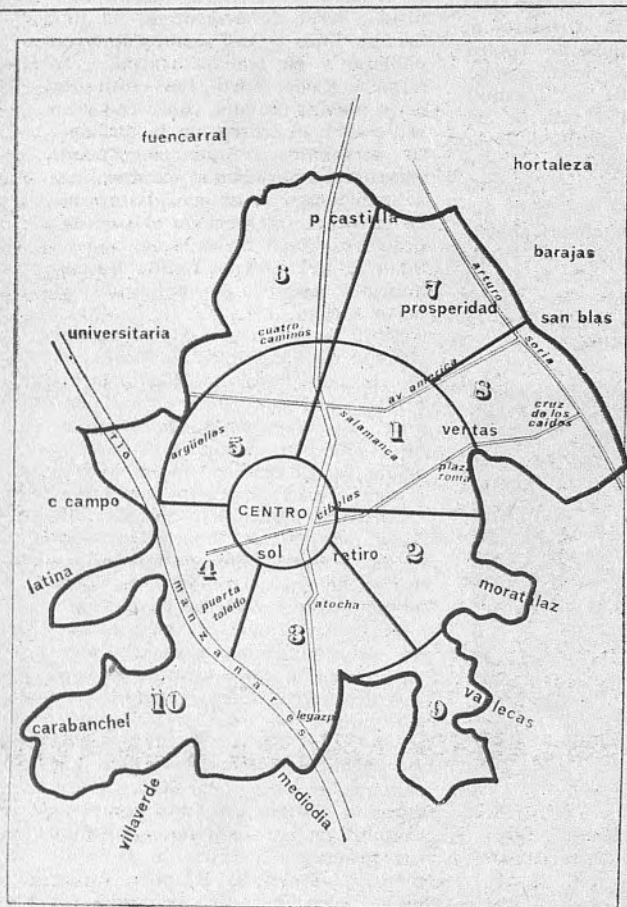 fuencarral
hortaleza
p castilla
barajas
6
7
arturo
prosperidad
san blas
universitaria
cuatro
caminos
soria
av america
8
cruz
de los
caidos
salamanca
1
ventas
argüelles
5
plaza
roma
rio
c campo
CENTRO
cibeles
sol
retiro
2
4
latina
moratalaz
puerta
toledo
atocha
manzanares
3
10
9
vallecas
legazpi
carabanchel
mediodia
villaverde